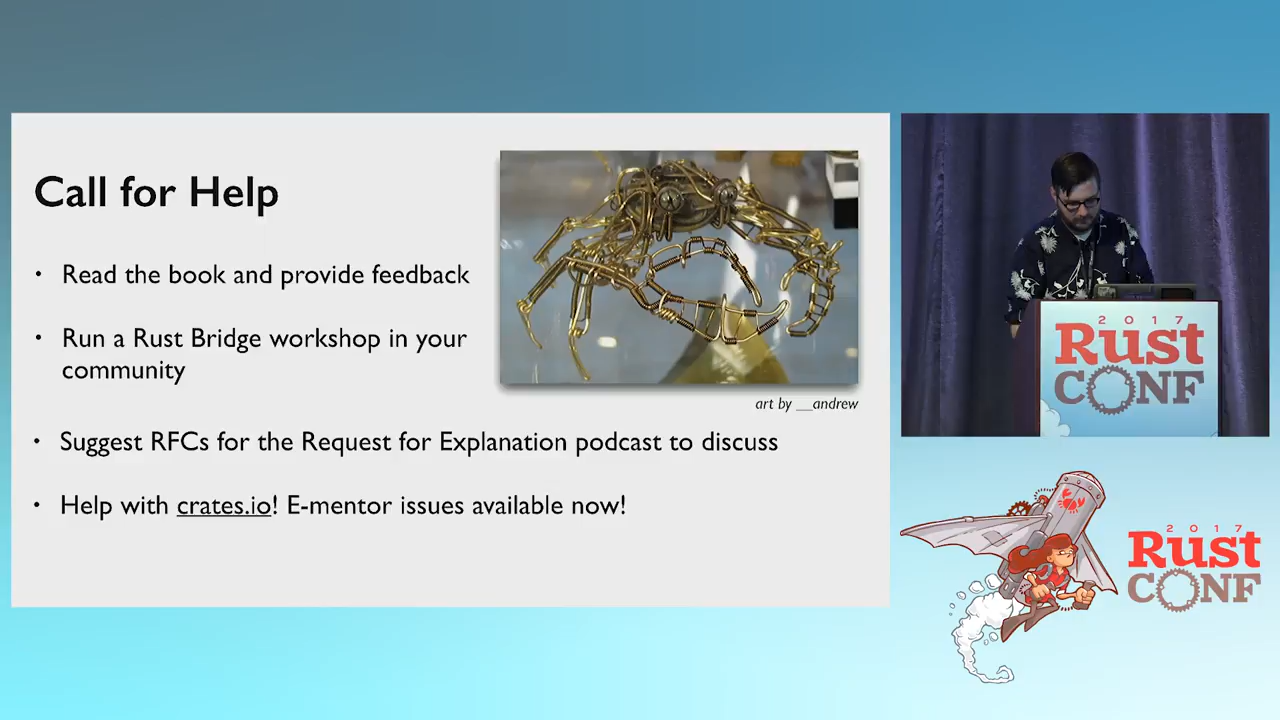 Call for Help
• Read the book and provide feedback
• Run a Rust Bridge workshop in your
community
art by __andrew
• Suggest RFCs for the Request for Explanation podcast to discuss
• Help with crates.io! E-mentor issues available now!
2017
Rust
CONF
2017
Rust
CONF